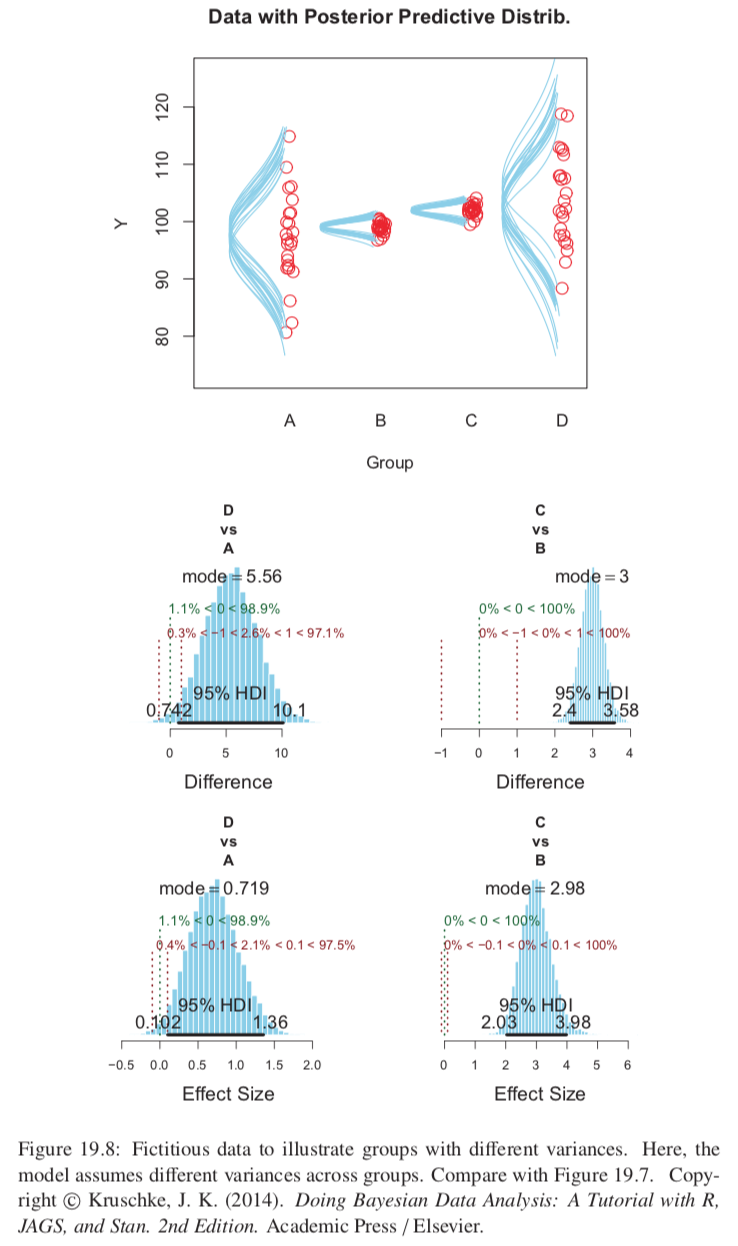 Data with Posterior Predictive Distrib.
120
110
100
90
80
Y
A B C D
Group
D
vs
A
mode = 5.56
1.1% < 0 < 98.9%
0.3% < −1 < 2.6% < 1 < 97.1%
95% HDI
0.742 10.1
0 5 10
Difference
C
vs
B
mode = 3
0% < 0 < 100%
0% < −1 < 0% < 1 < 100%
95% HDI
2.4 3.58
−1 0 1 2 3 4
Difference
D
vs
A
mode = 0.719
1.1% < 0 < 98.9%
0.4% < −0.1 < 2.1% < 0.1 < 97.5%
95% HDI
0.102 1.36
−0.5 0.0 0.5 1.0 1.5 2.0
Effect Size
C
vs
B
mode = 2.98
0% < 0 < 100%
0% < −0.1 < 0% < 0.1 < 100%
95% HDI
2.03 3.98
0 1 2 3 4 5 6
Effect Size
Figure 19.8: Fictitious data to illustrate groups with different variances. Here, the
model assumes different variances across groups. Compare with Figure 19.7. Copy-
right © Kruschke, J. K. (2014). Doing Bayesian Data Analysis: A Tutorial with R,
JAGS, and Stan. 2nd Edition. Academic Press / Elsevier.